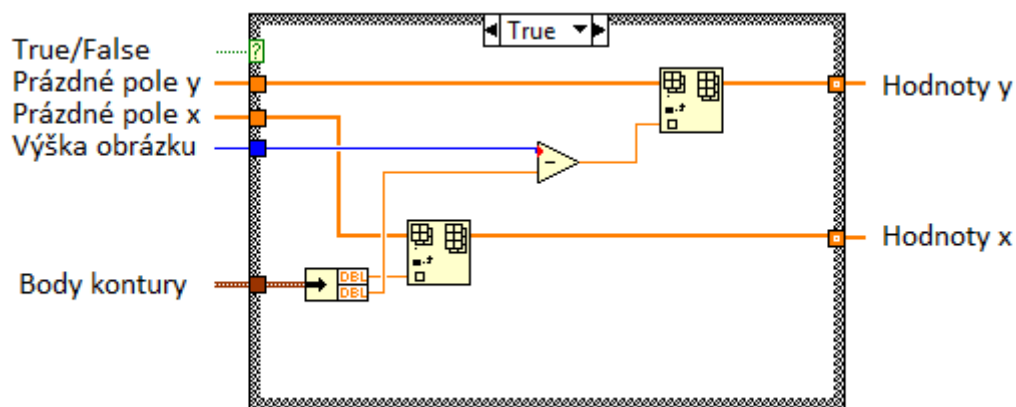 True
True/False
?
Prázdné pole y
Hodnoty y
Prázdné pole x
Výška obrázku
Hodnoty x
Body kontury
DBL
DBL